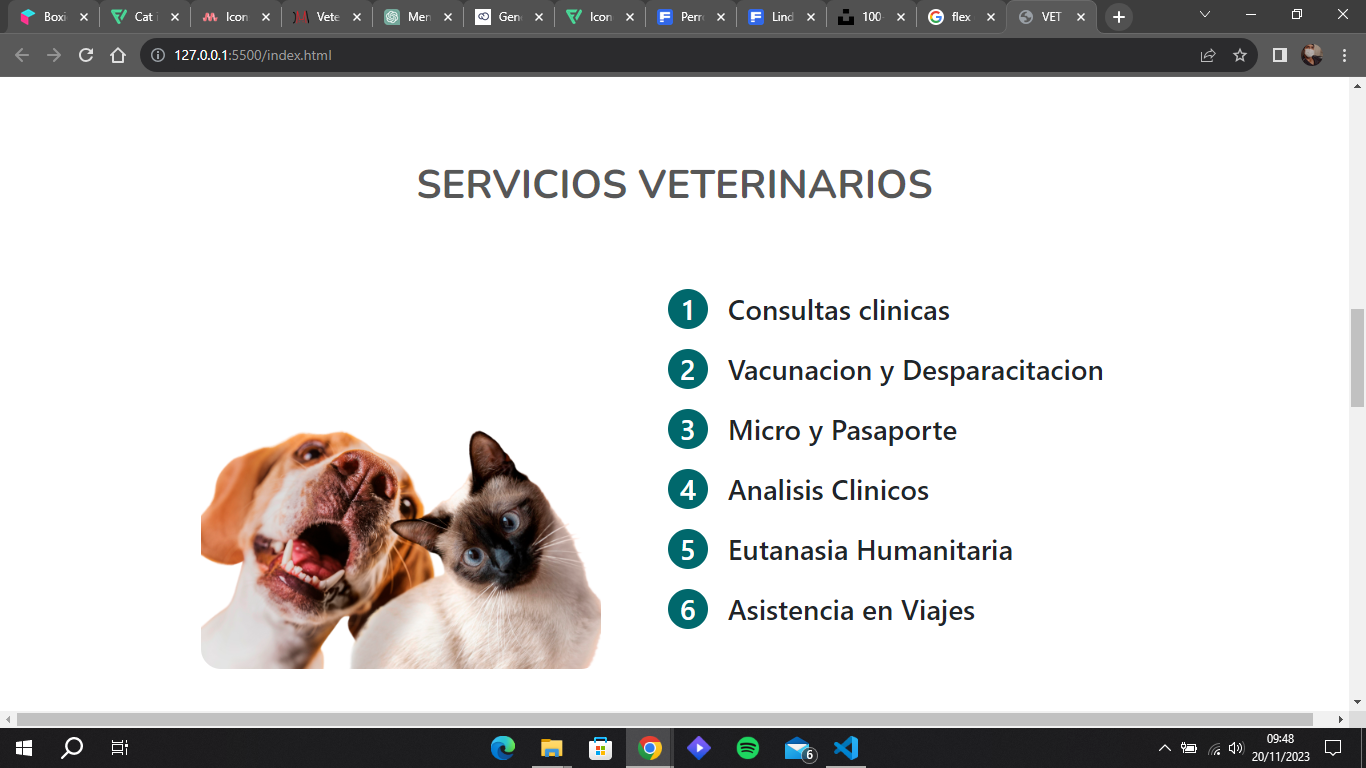 Boxi
Cat i
Icon
Vete
Men
Gene
Icon
Perre
Lind
100
flex
VET
127.0.0.1:5500/index.html
SERVICIOS VETERINARIOS
1 Consultas clinicas
2 Vacunacion y Desparacitacion
3 Micro y Pasaporte
4 Analisis Clinicos
5 Eutanasia Humanitaria
6 Asistencia en Viajes
6
09:48
20/11/2023